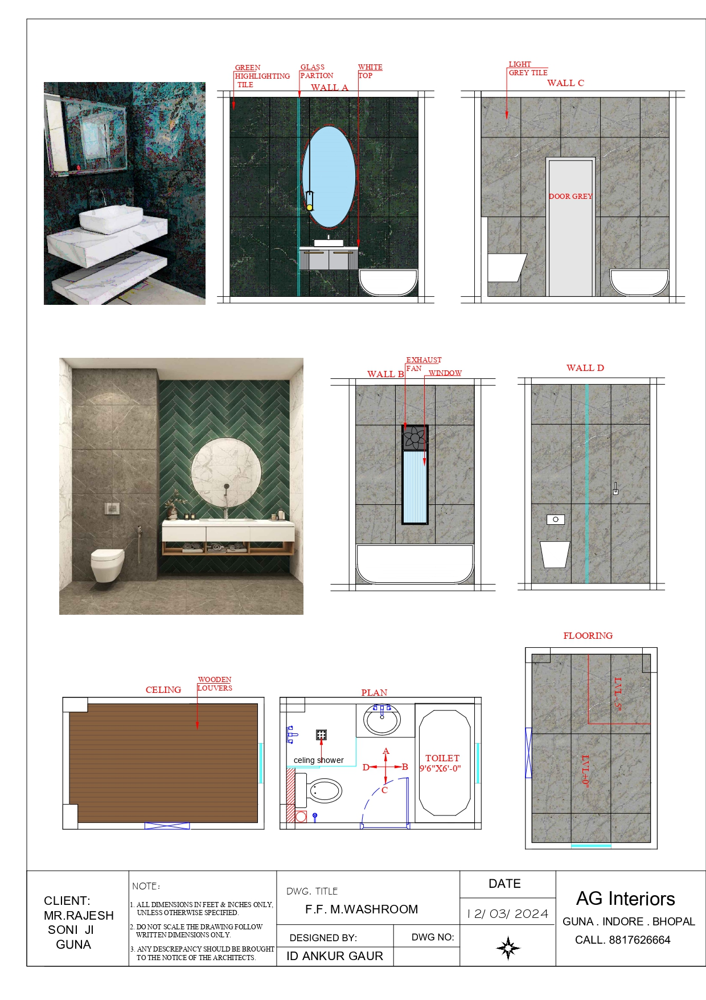 GREEN
HIGHLIGHTING
TILE
GLASS
PARTION
WHITE
TOP
WALL A
LIGHT
GREY TILE
WALL C
DOOR GREY
EXHAUST
FAN
WALL B
WINDOW
WALL D
FLOORING
LVL-5"
LVL+0"
CELING
WOODEN
LOUVERS
PLAN
celing shower
A
D
B
C
TOILET
9'6"X6'-0"
CLIENT:
MR.RAJESH
SONI JI
GUNA
NOTE:
1. ALL DIMENSIONS IN FEET & INCHES ONLY,
UNLESS OTHERWISE SPECIFIED.
2. DO NOT SCALE THE DRAWING FOLLOW
WRITTEN DIMENSIONS ONLY.
3. ANY DESCREPANCY SHOULD BE BROUGHT
TO THE NOTICE OF THE ARCHITECTS.
DWG. TITLE
F.F. M.WASHROOM
DESIGNED BY:
DWG NO:
ID ANKUR GAUR
DATE
12/03/2024
AG Interiors
GUNA . INDORE . BHOPAL
CALL. 8817626664